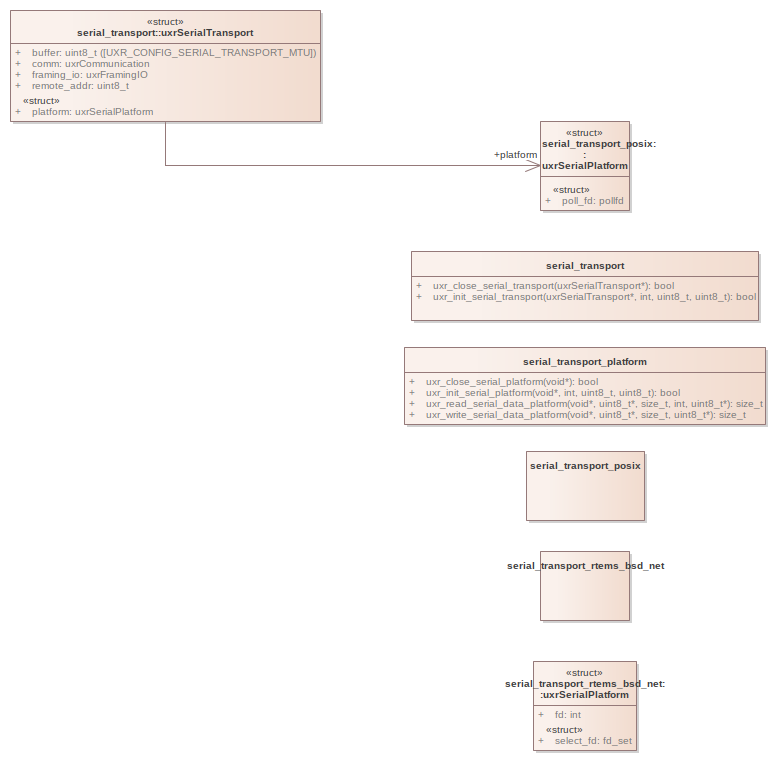 «struct»
serial_transport::uxrSerialTransport
+ buffer: uint8_t ([UXR_CONFIG_SERIAL_TRANSPORT_MTU])
+ comm: uxrCommunication
+ framing_io: uxrFramingIO
+ remote_addr: uint8_t
«struct»
+ platform: uxrSerialPlatform
+platform
«struct»
serial_transport_posix:
:
uxrSerialPlatform
«struct»
+ poll_fd: pollfd
serial_transport
+ uxr_close_serial_transport(uxrSerialTransport*): bool
+ uxr_init_serial_transport(uxrSerialTransport*, int, uint8_t, uint8_t): bool
serial_transport_platform
+ uxr_close_serial_platform(void*): bool
+ uxr_init_serial_platform(void*, int, uint8_t, uint8_t): bool
+ uxr_read_serial_data_platform(void*, uint8_t*, size_t, int, uint8_t*): size_t
+ uxr_write_serial_data_platform(void*, uint8_t*, size_t, uint8_t*): size_t
serial_transport_posix
serial_transport_rtems_bsd_net
«struct»
serial_transport_rtems_bsd_net:
:uxrSerialPlatform
+ fd: int
«struct»
+ select_fd: fd_set